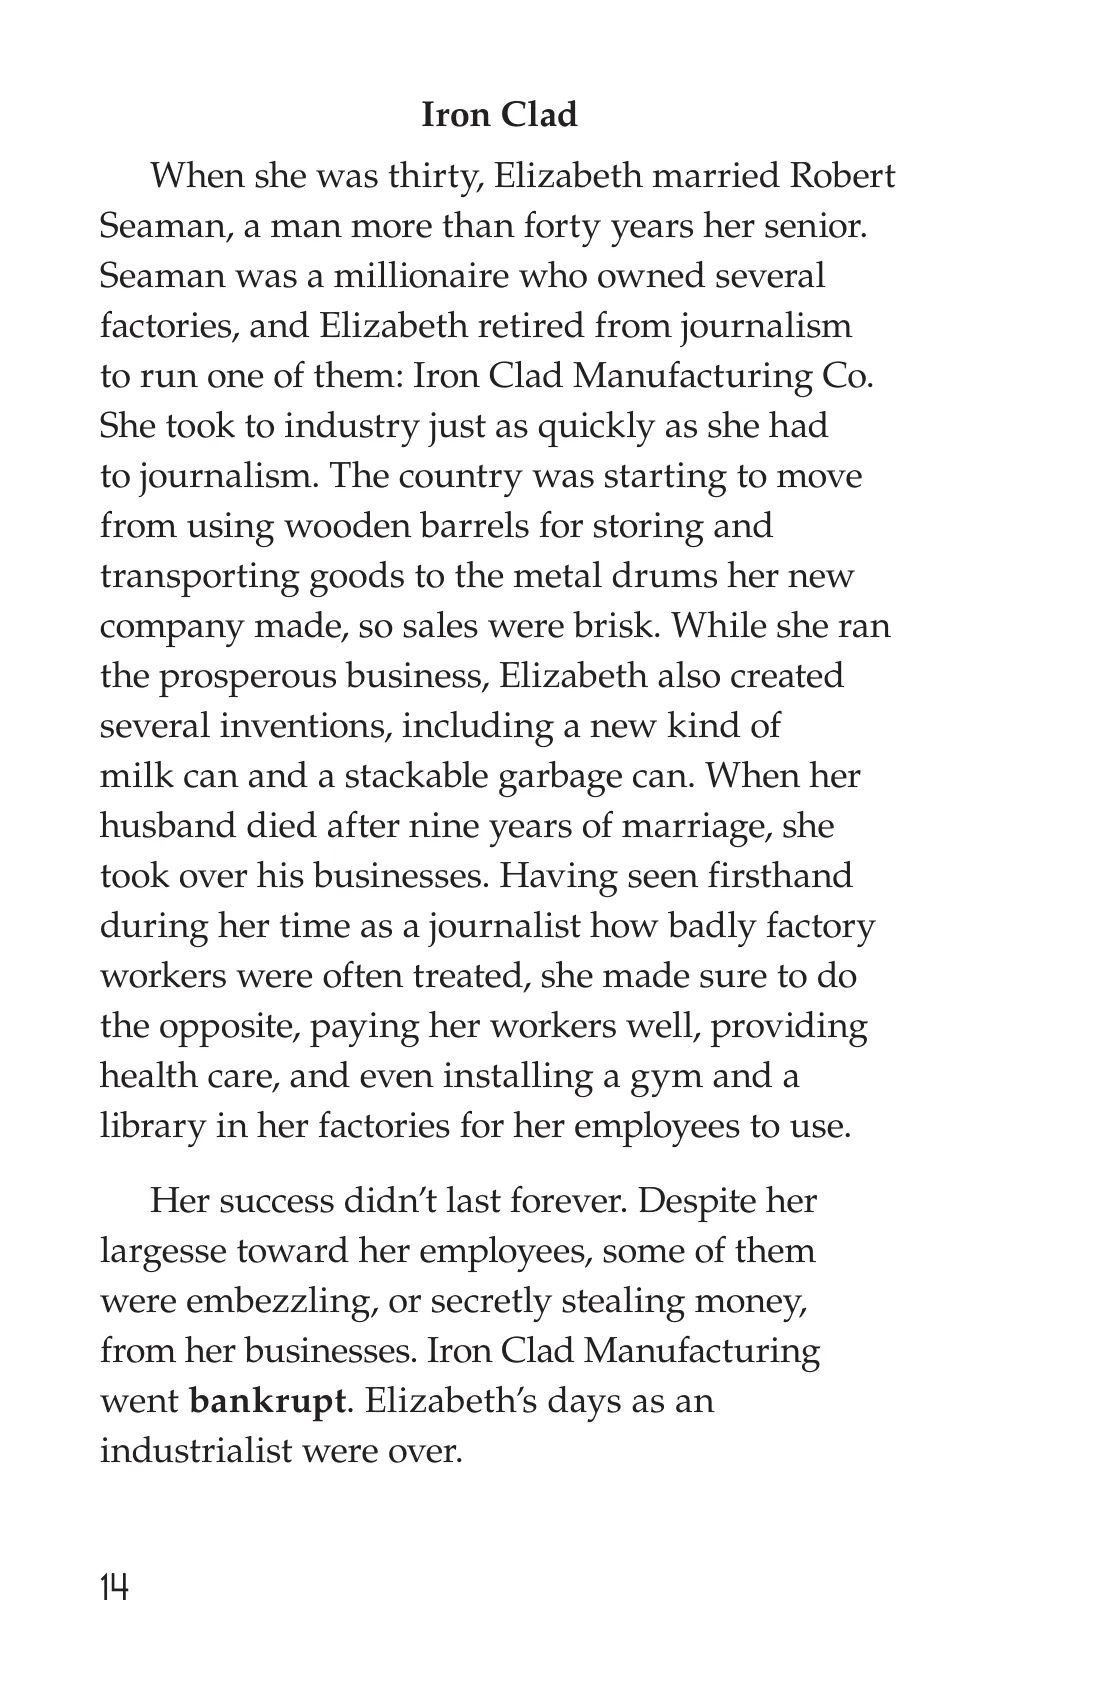 Iron Clad
When she was thirty, Elizabeth married Robert
Seaman, a man more than forty years her senior.
Seaman was a millionaire who owned several
factories, and Elizabeth retired from journalism
to run one of them: Iron Clad Manufacturing Co.
She took to industry just as quickly as she had
to journalism. The country was starting to move
from using wooden barrels for storing and
transporting goods to the metal drums her new
company made, so sales were brisk. While she ran
the prosperous business, Elizabeth also created
several inventions, including a new kind of
milk can and a stackable garbage can. When her
husband died after nine years of marriage, she
took over his businesses. Having seen firsthand
during her time as a journalist how badly factory
workers were often treated, she made sure to do
the opposite, paying her workers well, providing
health care, and even installing a gym and a
library in her factories for her employees to use.
Her success didn’t last forever. Despite her
largesse toward her employees, some of them
were embezzling, or secretly stealing money,
from her businesses. Iron Clad Manufacturing
went bankrupt. Elizabeth’s days as an
industrialist were over.
14